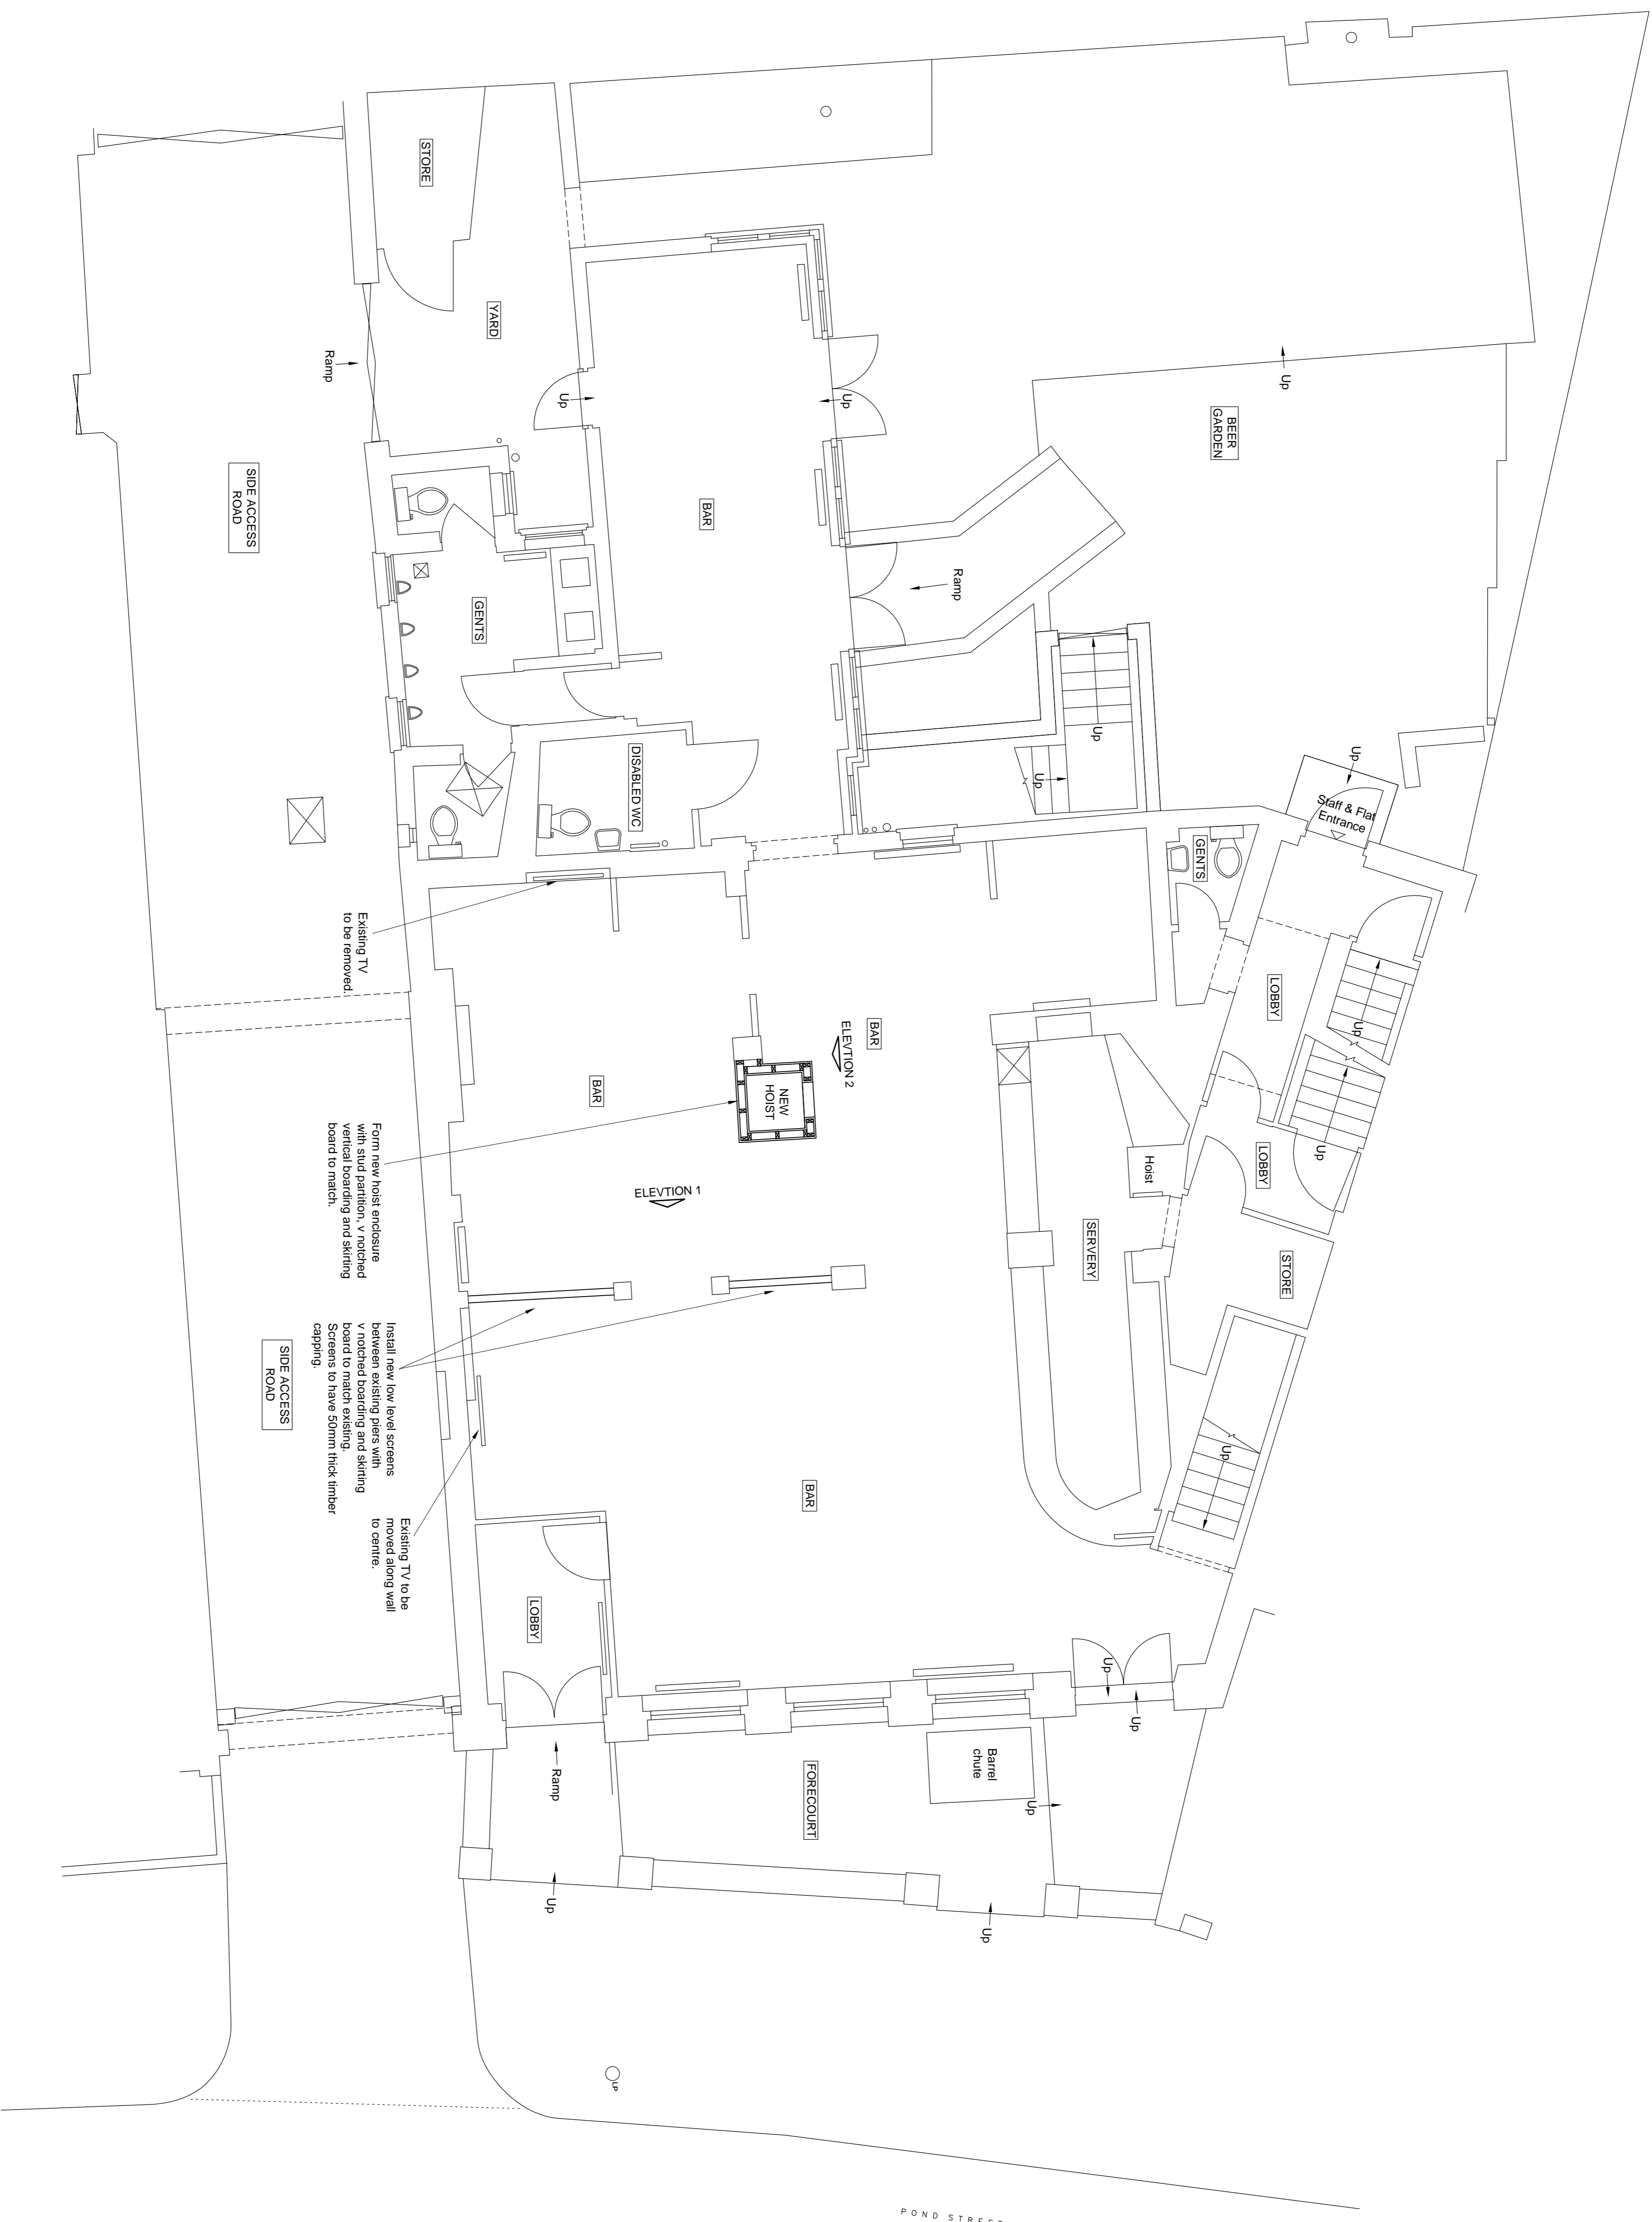 STORE
YARD
Ramp
Up
Up
BEER
GARDEN
Up
SIDE ACCESS
ROAD
BAR
Ramp
GENTS
Up
Up
DISABLED WC
Up
Staff & Flat
Entrance
GENTS
LOBBY
Up
Existing TV
to be removed.
BAR
ELEVTION 2
BAR
NEW
HOIST
Up
LOBBY
Hoist
ELEVTION 1
SERVERY
STORE
Form new hoist enclosure
with stud partition, v notched
vertical boarding and skirting
board to match.
Install new low level screens
between existing piers with
v notched boarding and skirting
board to match existing.
Screens to have 50mm thick timber
capping.
SIDE ACCESS
ROAD
BAR
Up
Existing TV to be
moved along wall
to centre.
LOBBY
Up
Up
Ramp
FORECOURT
Barrel
chute
Up
Up
Up
LP